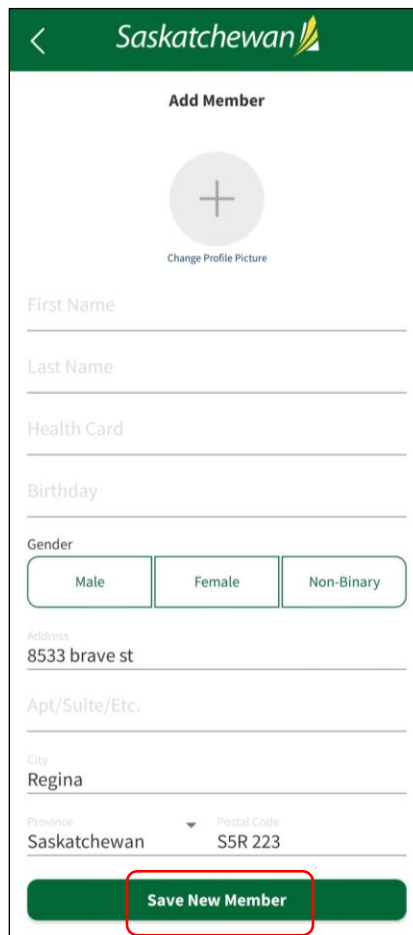 Saskatchewan
Add Member
Change Profile Picture
First Name
Last Name
Health Card
Birthday
Gender
Male Female Non-Binary
Address
8533 brave st
Apt/Suite/Etc.
City
Regina
Province Postal Code
Saskatchewan S5R 223
Save New Member